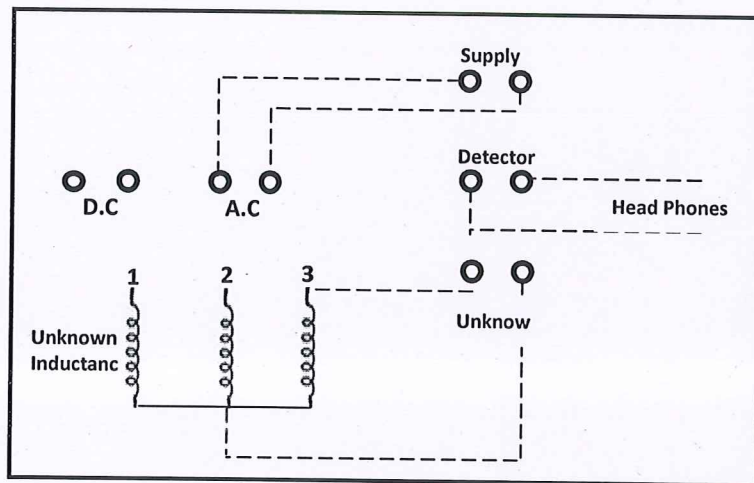 Supply
Detector
D.C
A.C
Head Phones
1
2
3
Unknow
Unknown
Inductanc